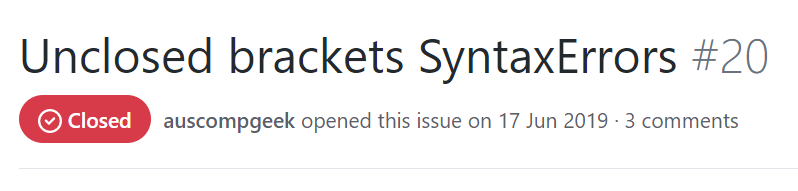 Unclosed brackets SyntaxErrors #20
Closed auscompgeek opened this issue on 17 Jun 2019 · 3 comments